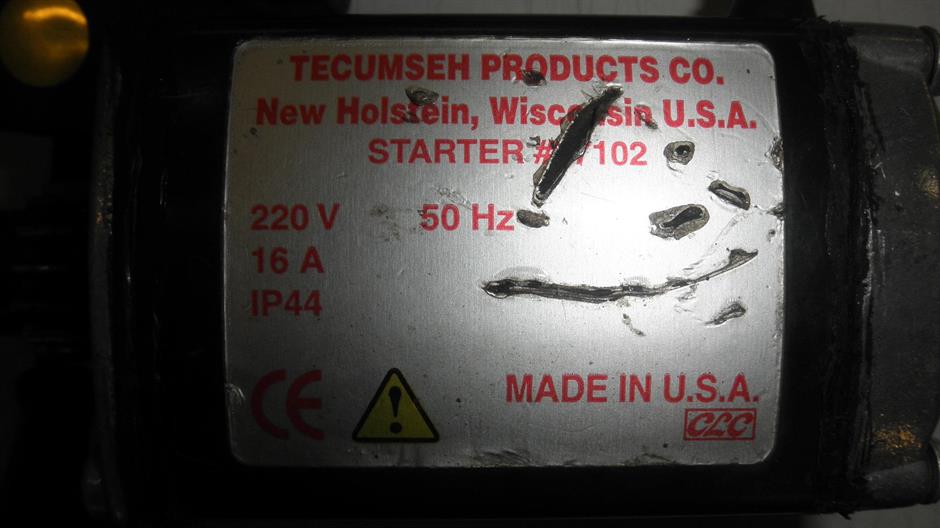 TECUMSEH PRODUCTS CO.
New Holstein, Wisconsin U.S.A.
STARTER
220 V 50 Hz
16 A
IP44
CE
!
MADE IN U.S.A.
CLC